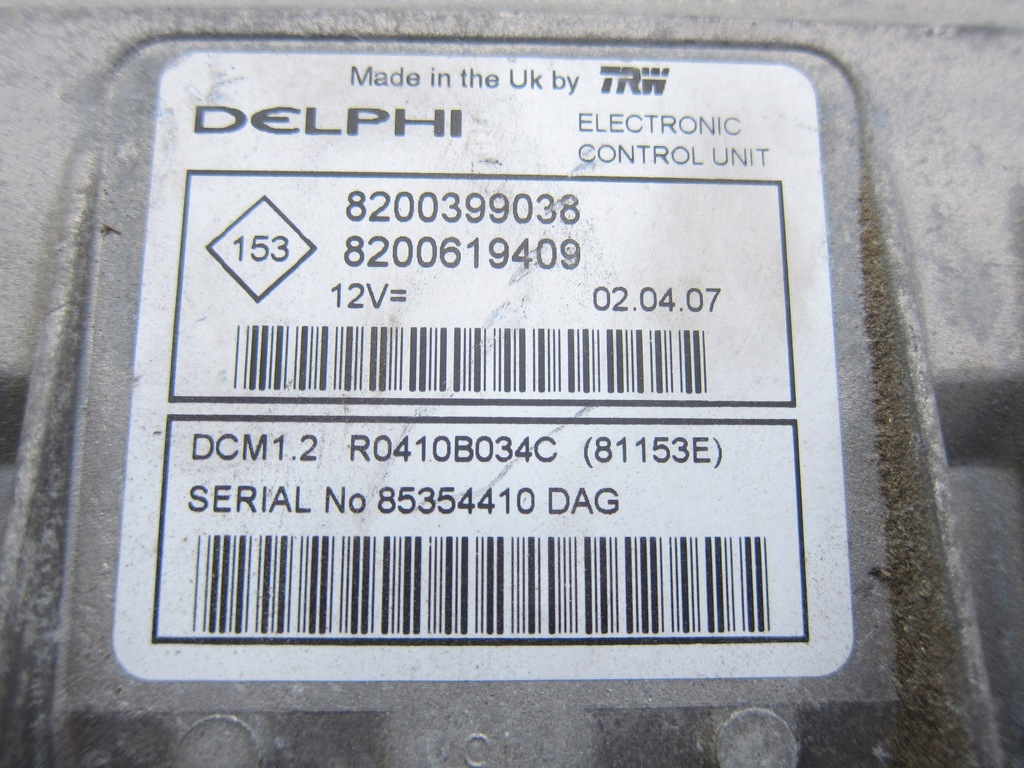 Made in the Uk by TRW
DELPHI
ELECTRONIC
CONTROL UNIT
153
8200399038
8200619409
12V=
02.04.07
DCM1.2 R0410B034C (81153E)
SERIAL No 85354410 DAG